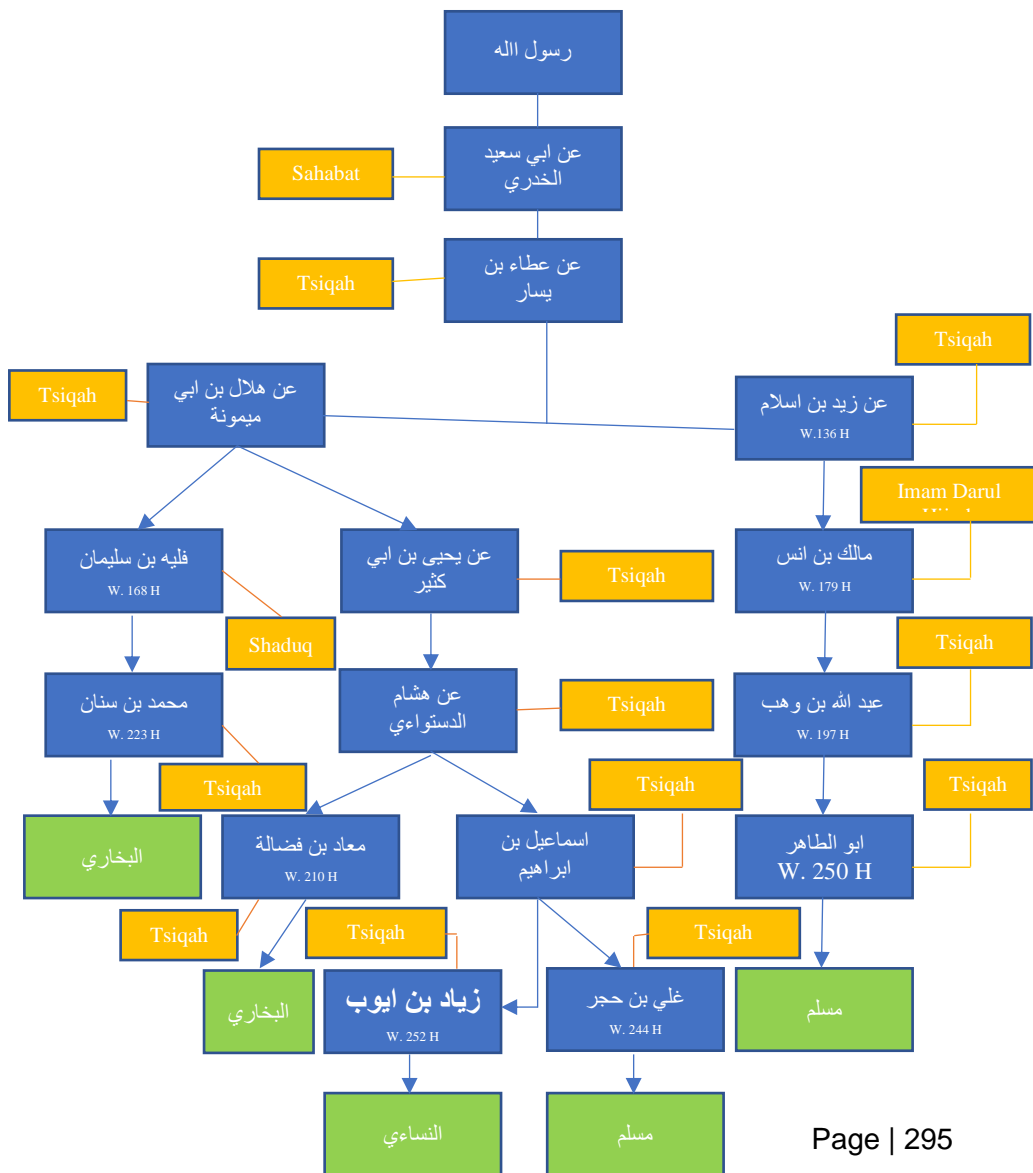 رسول االه
عن ابي سعيد
الخدري
Sahabat
عن عطاء بن
يسار
Tsiqah
Tsiqah
عن هلال بن ابي
ميمونة
Tsiqah
عن زيد بن اسلام
W.136 H
Imam Darul
فليه بن سليمان
W. 168 H
عن يحيى بن ابي
كثير
Tsiqah
مالك بن انس
W. 179 H
Shaduq
Tsiqah
محمد بن سنان
W. 223 H
عن هشام
الدستواءي
Tsiqah
عبد الله بن وهب
W. 197 H
Tsiqah
Tsiqah
Tsiqah
البخاري
معاد بن فضالة
W. 210 H
اسماعيل بن
ابراهيم
ابو الطاهر
W. 250 H
Tsiqah
Tsiqah
Tsiqah
البخاري
زياد بن ايوب
W. 252 H
غلي بن حجر
W. 244 H
مسلم
النساءي
مسلم
Page | 295